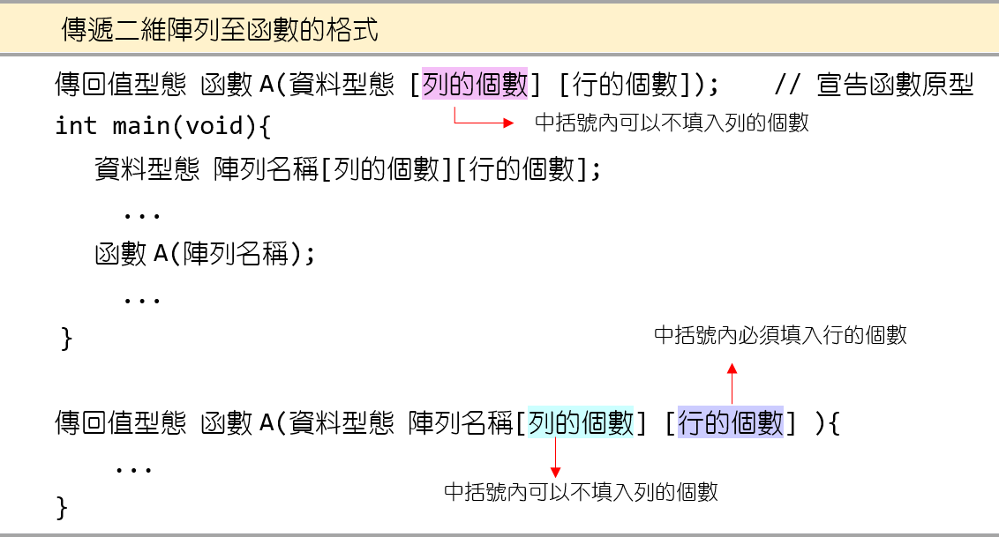 傳遞二維陣列至函數的格式
傳回值型態 函數A(資料型態 [列的個數] [行的個數]); // 宣告函數原型
中括號內可以不填入列的個數
int main(void){
資料型態 陣列名稱[列的個數][行的個數];
...
函數A(陣列名稱);
...
}
中括號內必須填入行的個數
傳回值型態 函數A(資料型態 陣列名稱[列的個數] [行的個數] ){
...
中括號內可以不填入列的個數
}